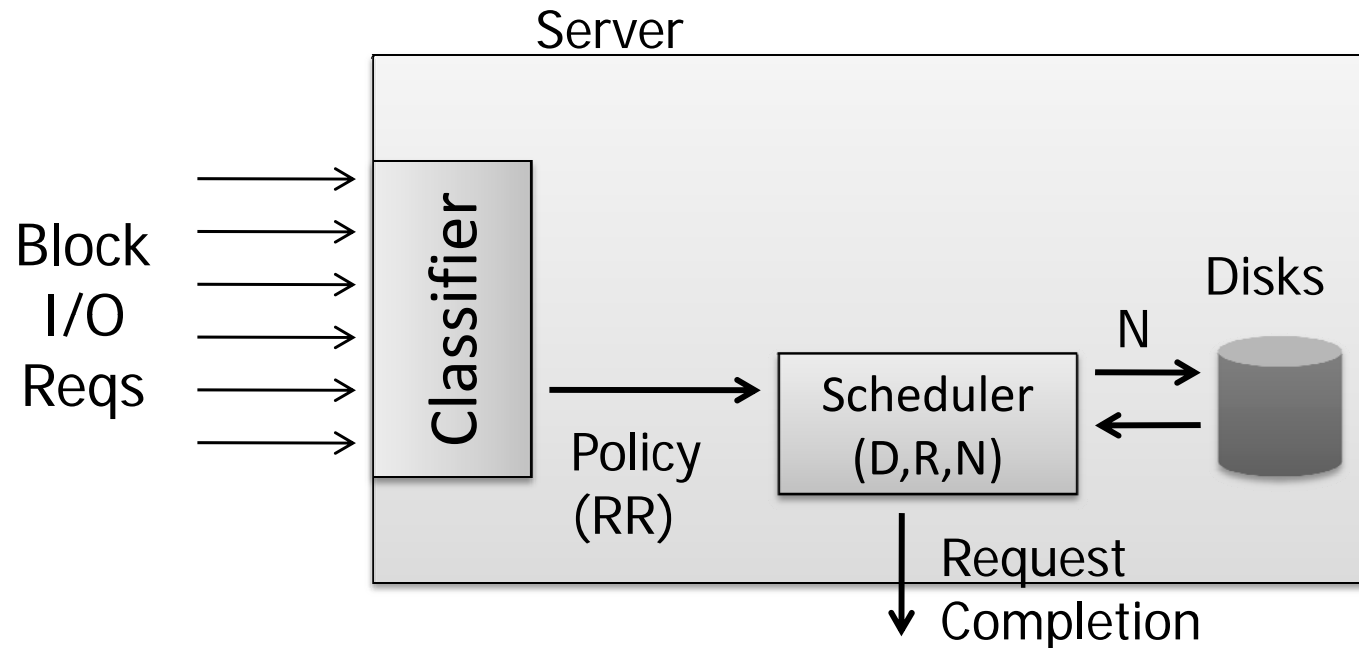 Server
Block
I/O
Reqs
Classifier
Policy
(RR)
Scheduler
(D,R,N)
N
Disks
Request
Completion